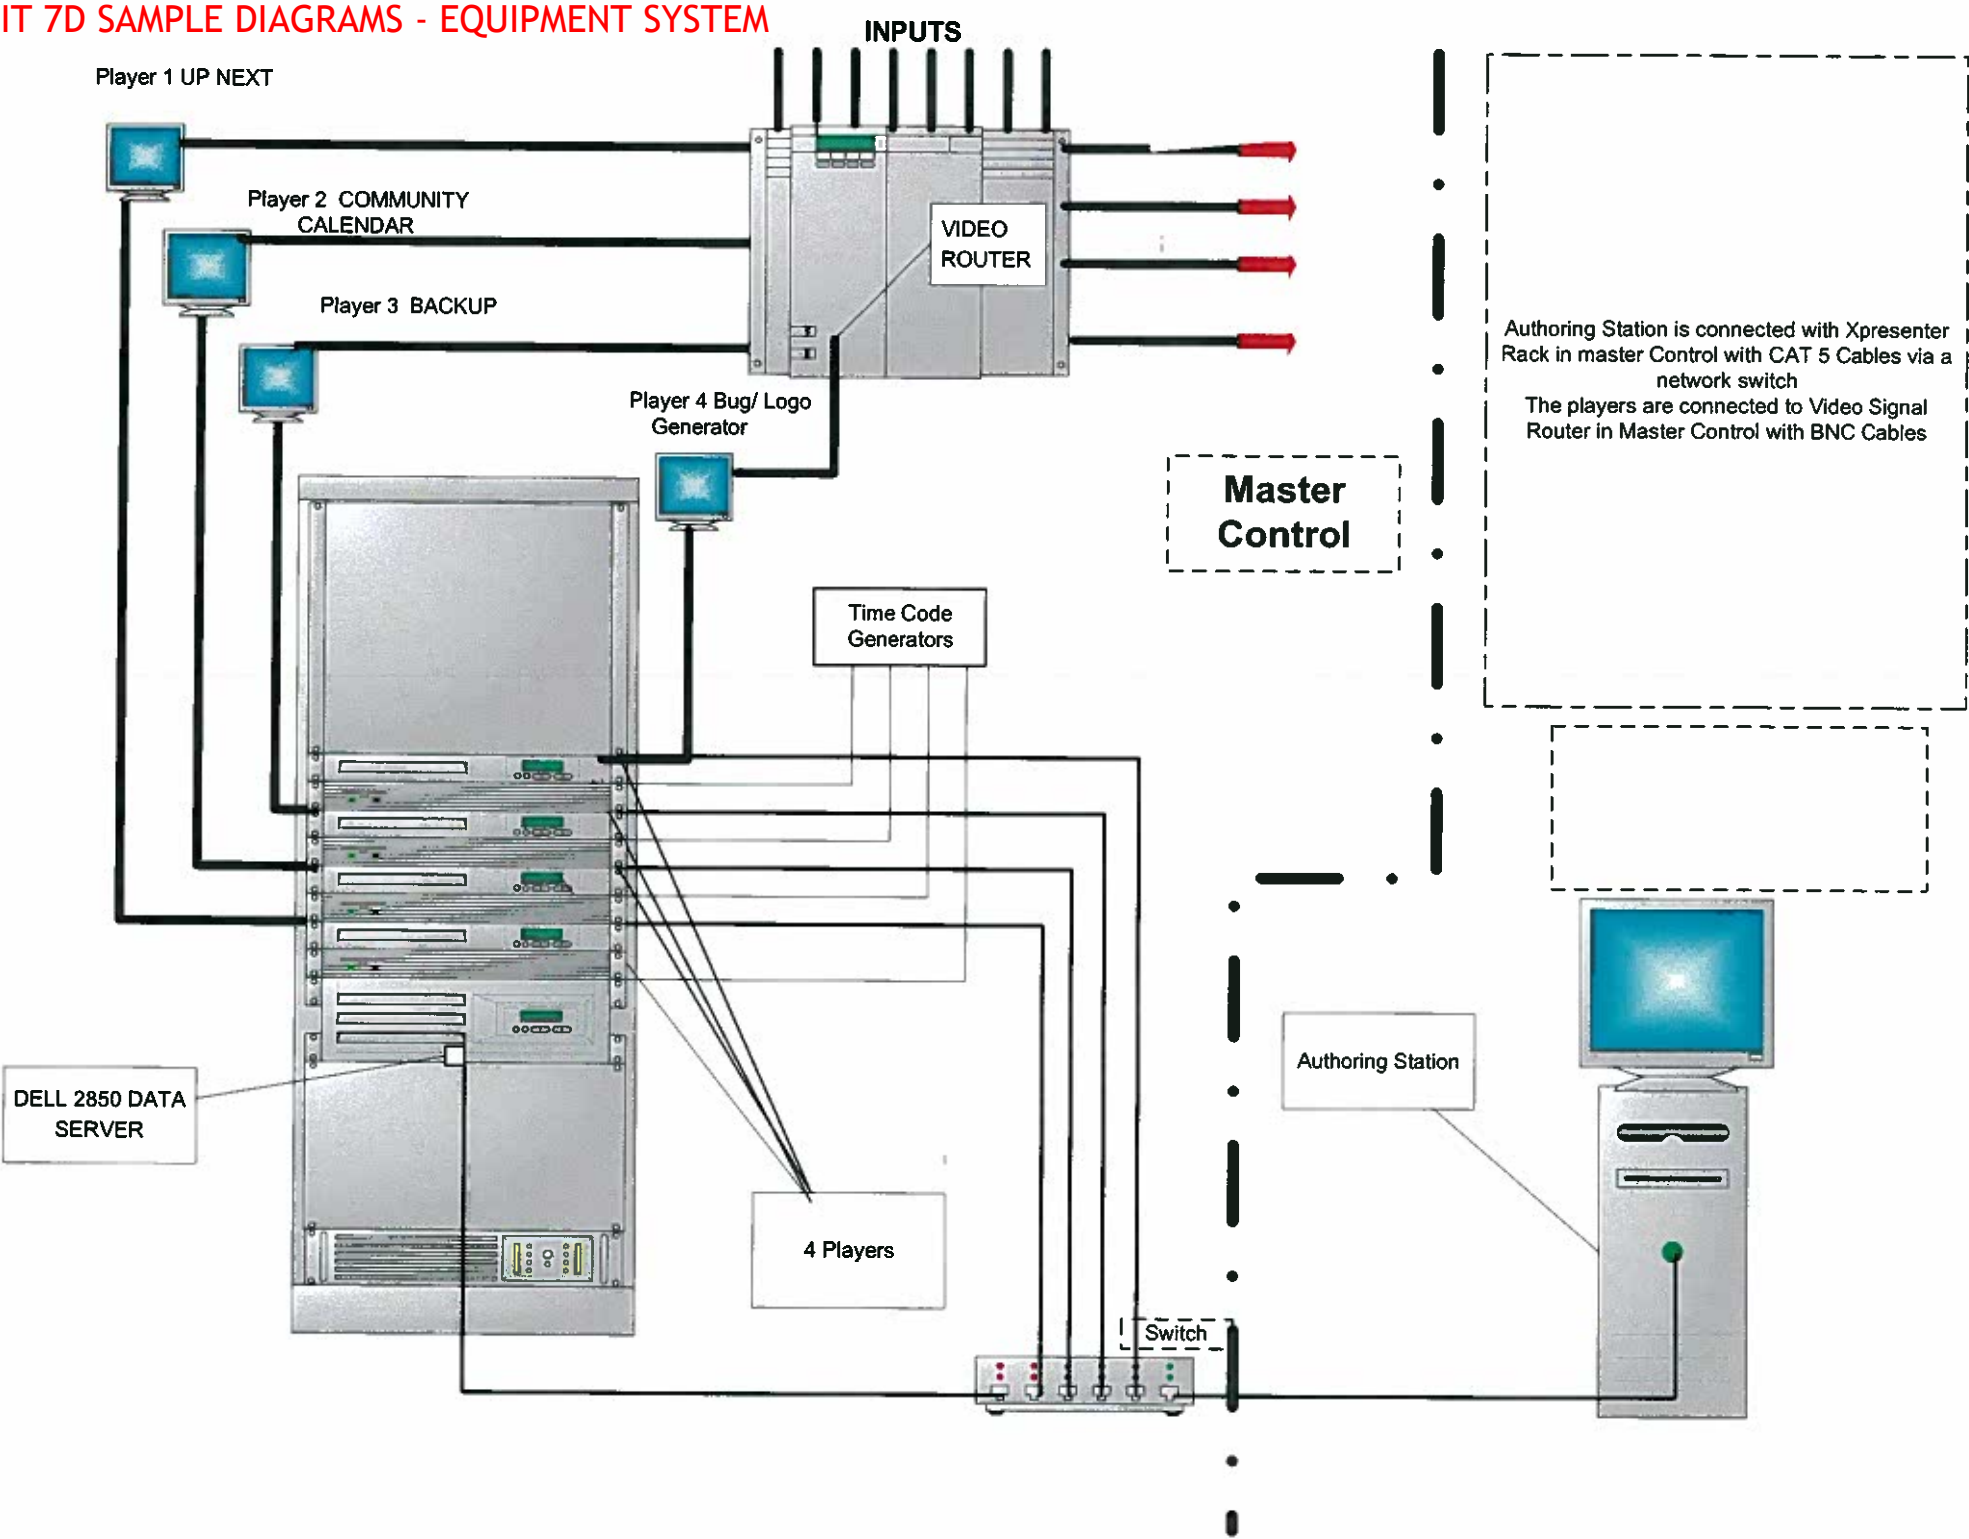 IT 7D SAMPLE DIAGRAMS - EQUIPMENT SYSTEM
INPUTS
Player 1 UP NEXT
Player 2 COMMUNITY
CALENDAR
VIDEO
ROUTER
Player 3 BACKUP
Player 4 Bug/ Logo
Generator
Authoring Station is connected with Xpresenter
Rack in master Control with CAT 5 Cables via a
network switch
The players are connected to Video Signal
Router in Master Control with BNC Cables
Master
Control
Time Code
Generators
DELL 2850 DATA
SERVER
Authoring Station
4 Players
Switch